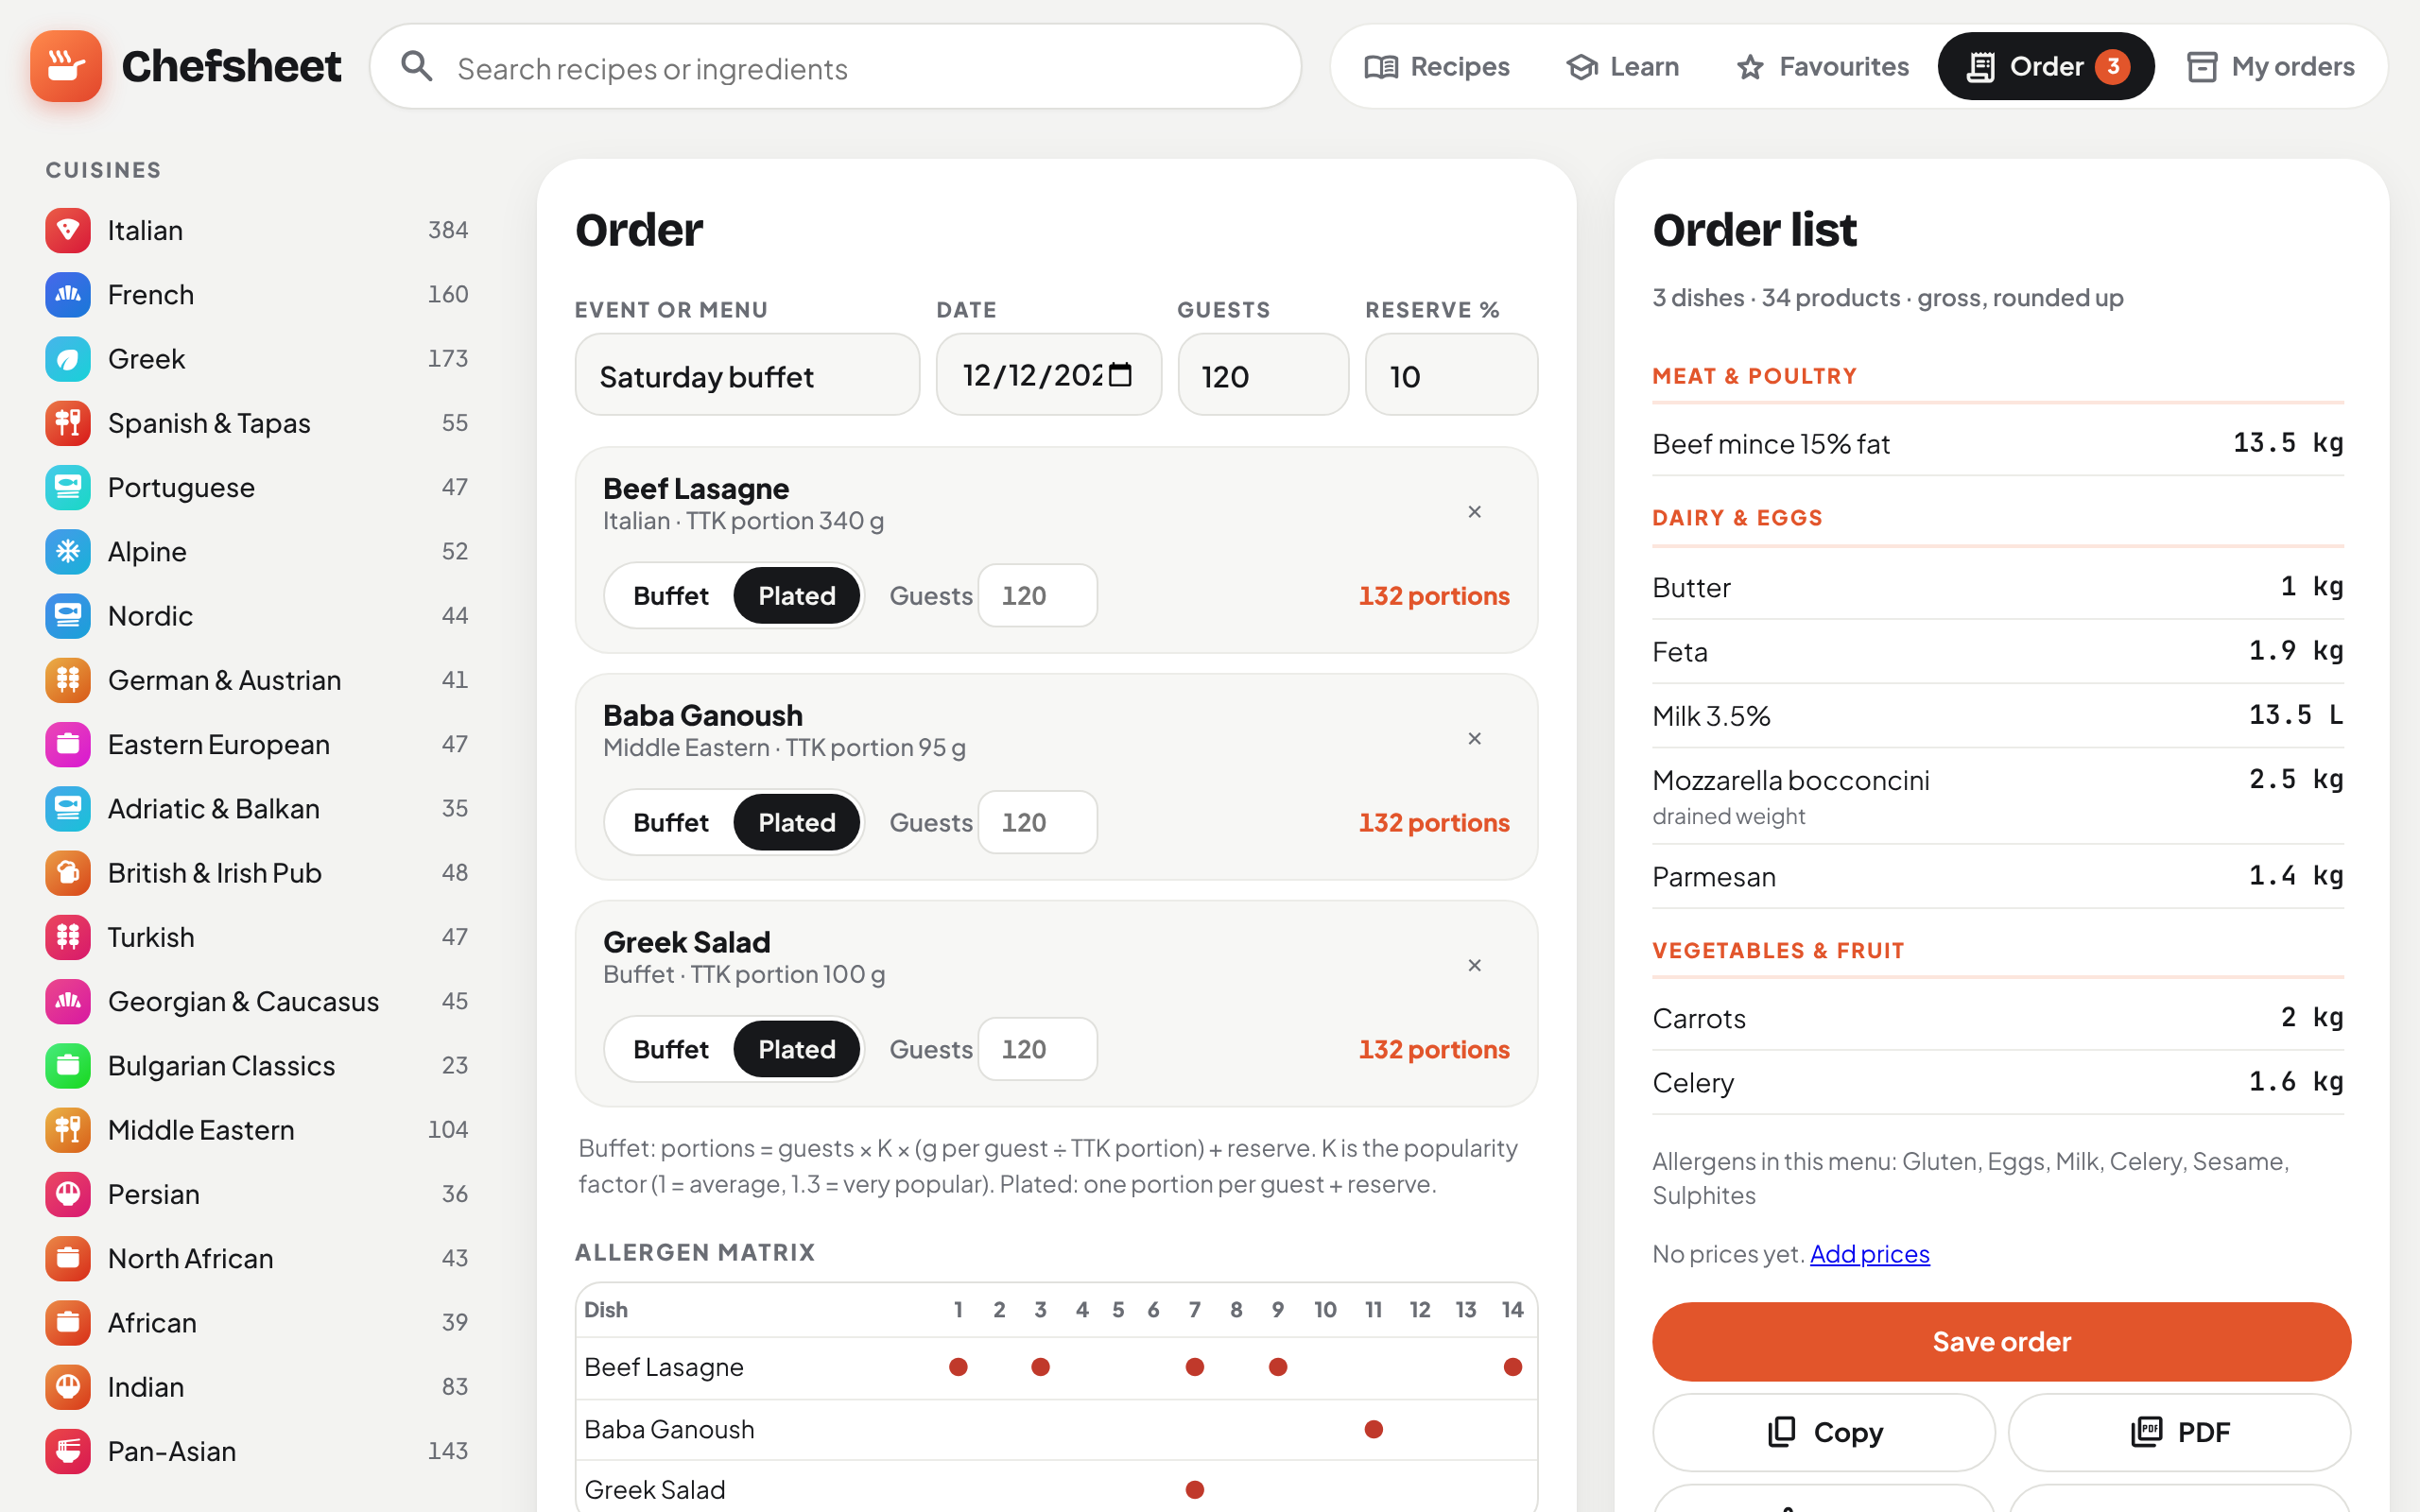 Chefsheet
Search recipes or ingredients
Recipes
Learn
Favourites
Order 3
My orders
CUISINES
Italian 384
French 160
Greek 173
Spanish & Tapas 55
Portuguese 47
Alpine 52
Nordic 44
German & Austrian 41
Eastern European 47
Adriatic & Balkan 35
British & Irish Pub 48
Turkish 47
Georgian & Caucasus 45
Bulgarian Classics 23
Middle Eastern 104
Persian 36
North African 43
African 39
Indian 83
Pan-Asian 143
Order
EVENT OR MENU DATE GUESTS RESERVE %
Saturday buffet 12/12/202 120 10
Beef Lasagne ×
Italian · TTK portion 340 g
Buffet Plated Guests 120 132 portions
Baba Ganoush ×
Middle Eastern · TTK portion 95 g
Buffet Plated Guests 120 132 portions
Greek Salad ×
Buffet · TTK portion 100 g
Buffet Plated Guests 120 132 portions
Buffet: portions = guests × K × (g per guest ÷ TTK portion) + reserve. K is the popularity
factor (1 = average, 1.3 = very popular). Plated: one portion per guest + reserve.
ALLERGEN MATRIX
Dish 1 2 3 4 5 6 7 8 9 10 11 12 13 14
Beef Lasagne
Baba Ganoush
Greek Salad
Order list
3 dishes · 34 products · gross, rounded up
MEAT & POULTRY
Beef mince 15% fat 13.5 kg
DAIRY & EGGS
Butter 1 kg
Feta 1.9 kg
Milk 3.5% 13.5 L
Mozzarella bocconcini 2.5 kg
drained weight
Parmesan 1.4 kg
VEGETABLES & FRUIT
Carrots 2 kg
Celery 1.6 kg
Allergens in this menu: Gluten, Eggs, Milk, Celery, Sesame,
Sulphites
No prices yet. Add prices
Save order
Copy
PDF